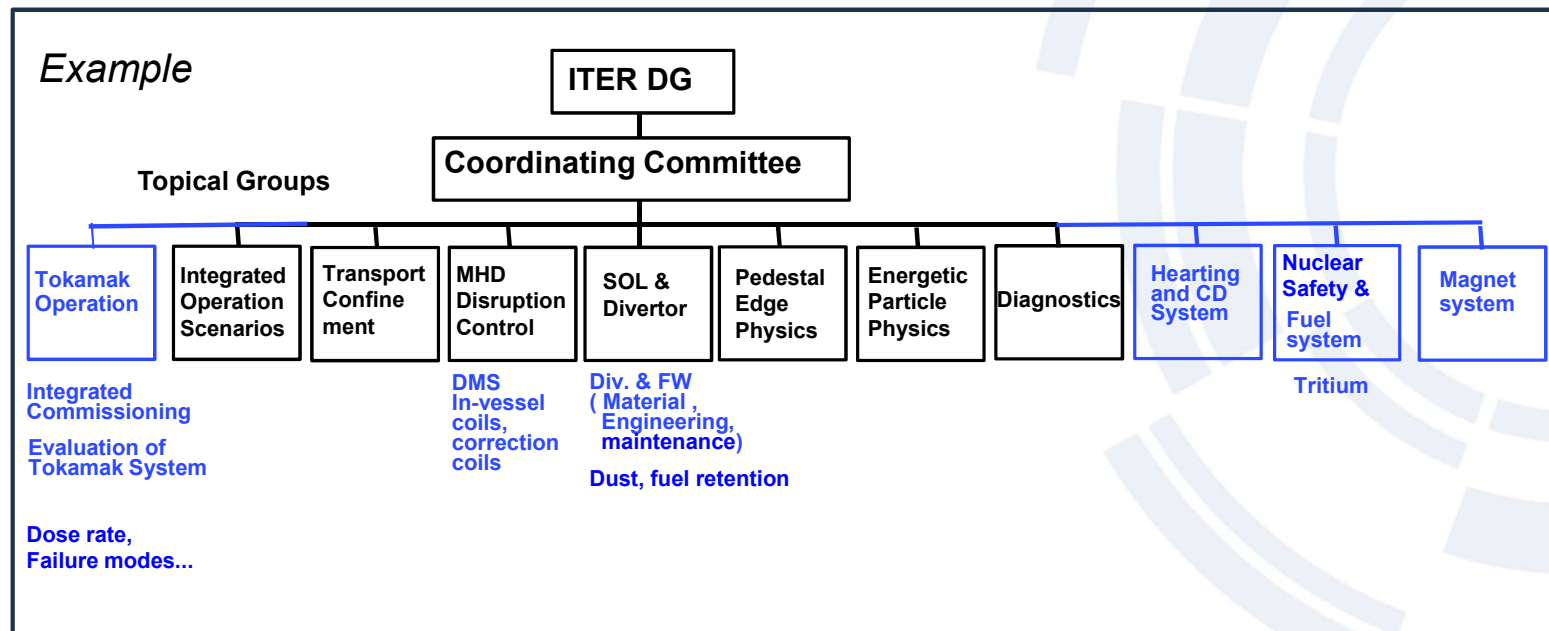 Example
ITER DG
Coordinating Committee
Topical Groups
Tokamak
Operation
Integrated
Operation
Scenarios
Transport
Confine
ment
MHD
Disruption
Control
SOL &
Divertor
Pedestal
Edge
Physics
Energetic
Particle
Physics
Diagnostics
Hearting
and CD
System
Nuclear
Safety &
Fuel
system
Magnet
system
Integrated
Commissioning
Evaluation of
Tokamak System
Dose rate,
Failure modes...
DMS
In-vessel
coils,
correction
coils
Div. & FW
( Material ,
Engineering,
maintenance)
Dust, fuel retention
Tritium